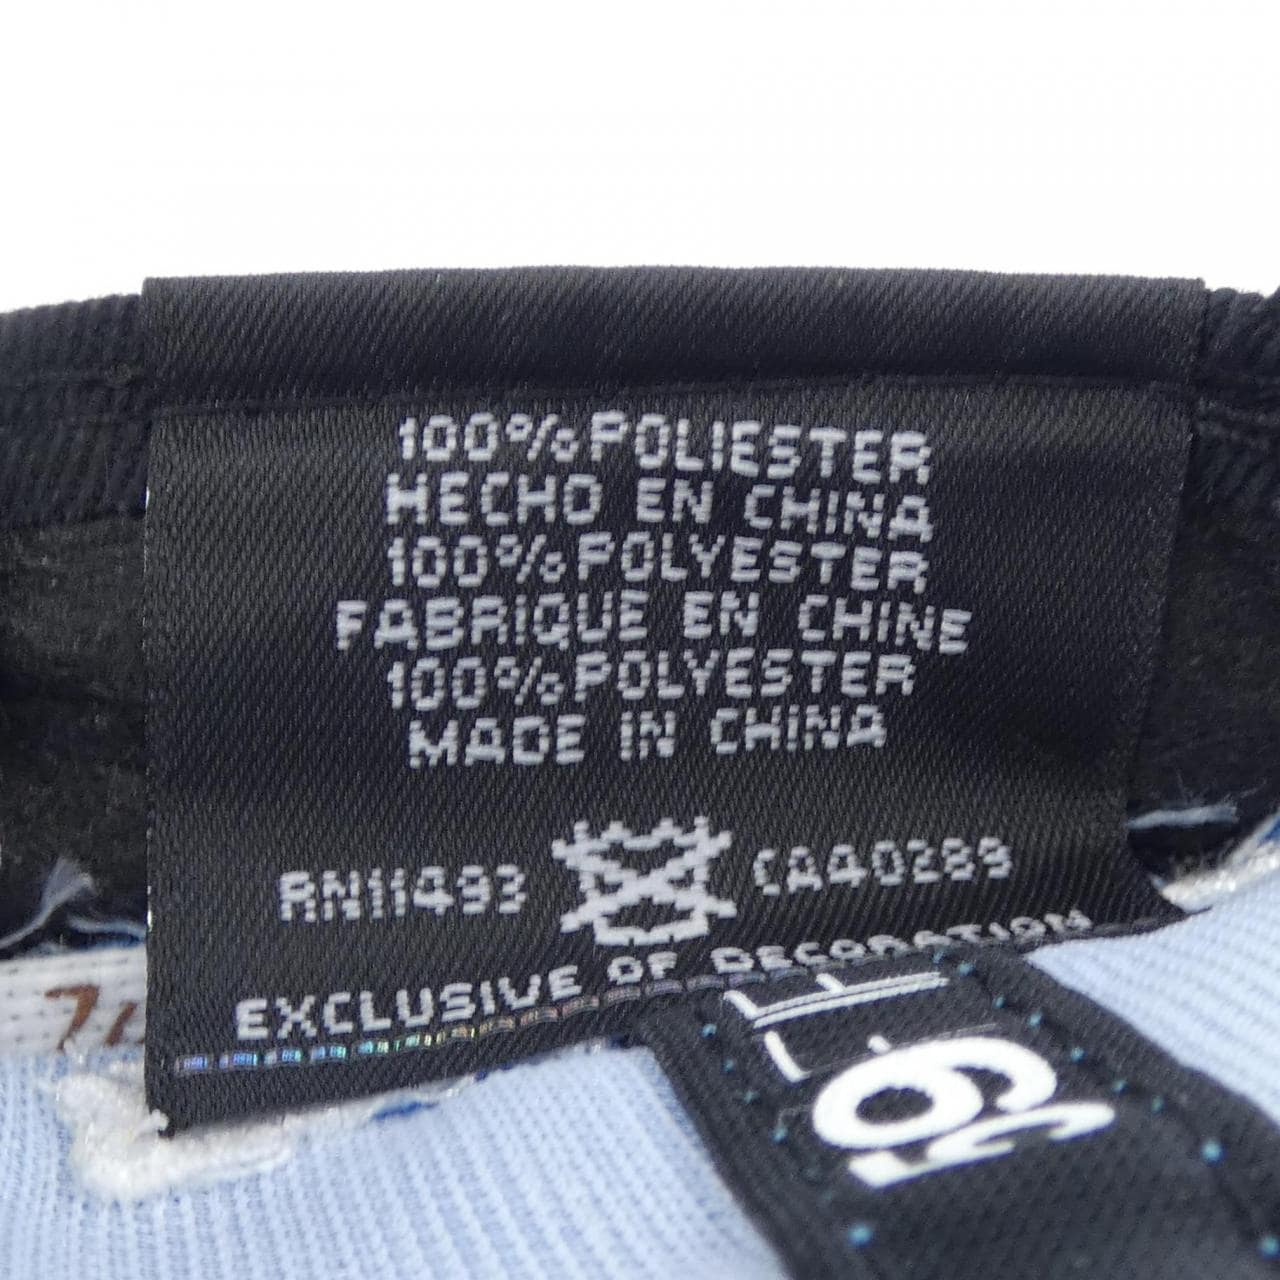 100%POLIESTER
HECHO EN CHINA
100%POLYESTER
FABRIQUE EN CHINE
100%POLYESTER
MADE IN CHINA
RN11493 CA40289
EXCLUSIVE OF DECORATION